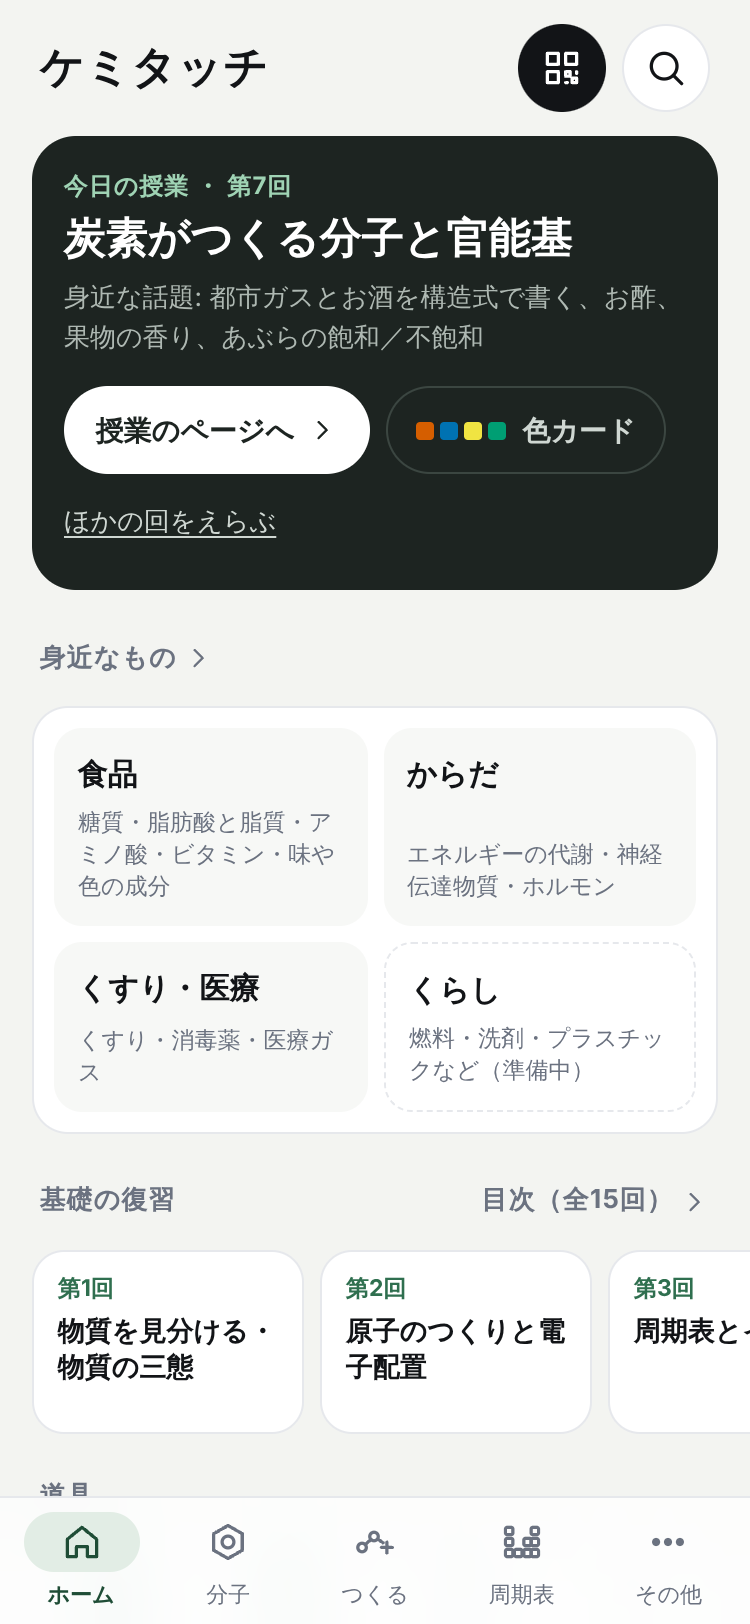 ケミタッチ
今日の授業 ・ 第7回
炭素がつくる分子と官能基
身近な話題: 都市ガスとお酒を構造式で書く、お酢、
果物の香り、あぶらの飽和／不飽和
授業のページへ
色カード
ほかの回をえらぶ
身近なもの
食品
糖質・脂肪酸と脂質・ア
ミノ酸・ビタミン・味や
色の成分
からだ
エネルギーの代謝・神経
伝達物質・ホルモン
くすり・医療
くすり・消毒薬・医療ガ
ス
くらし
燃料・洗剤・プラスチッ
クなど（準備中）
基礎の復習
目次（全15回）
第1回
物質を見分ける・
物質の三態
第2回
原子のつくりと電
子配置
第3回
周期表と
道具
ホーム
分子
つくる
周期表
その他